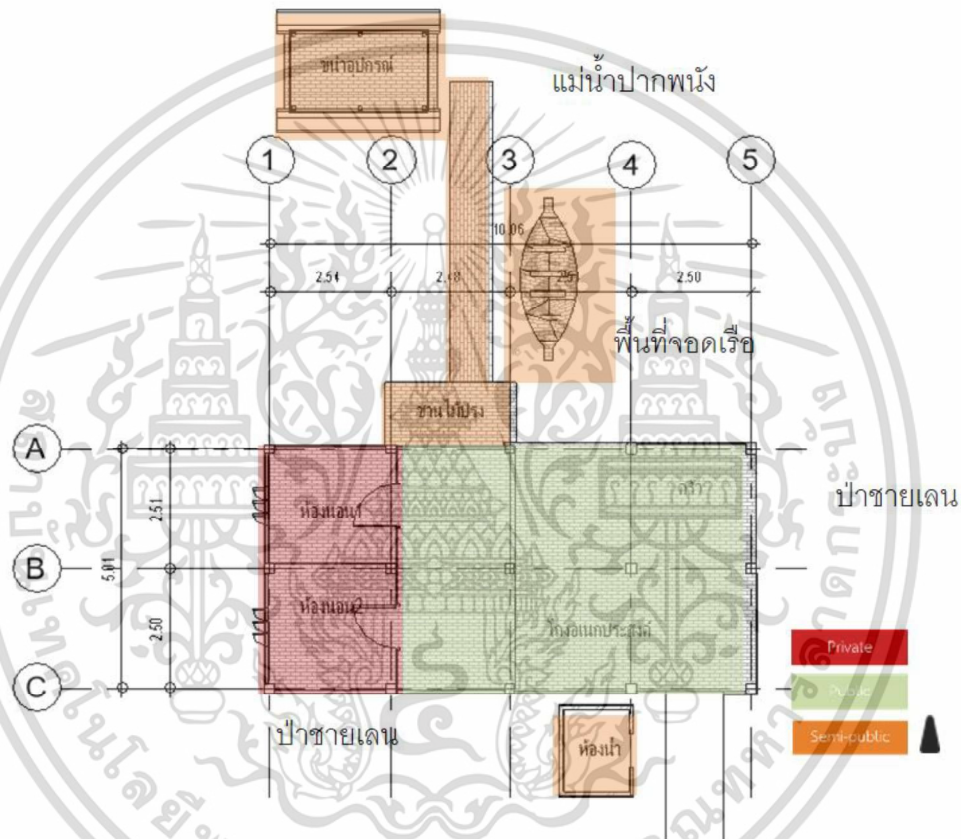 ขนำอุปกรณ์
แม่น้ำปากพนัง
1 2 3 4 5
10.06
2.54 2.50
พื้นที่จอดเรือ
ชานไม้ปรง
A
ห้องนอน1
ครัว
ป่าชายเลน
2.51
5.01
B
ห้องนอน2
2.50
โถงอเนกประสงค์
Private
Public
C
ป่าชายเลน
Semi-public
ห้องน้ำ